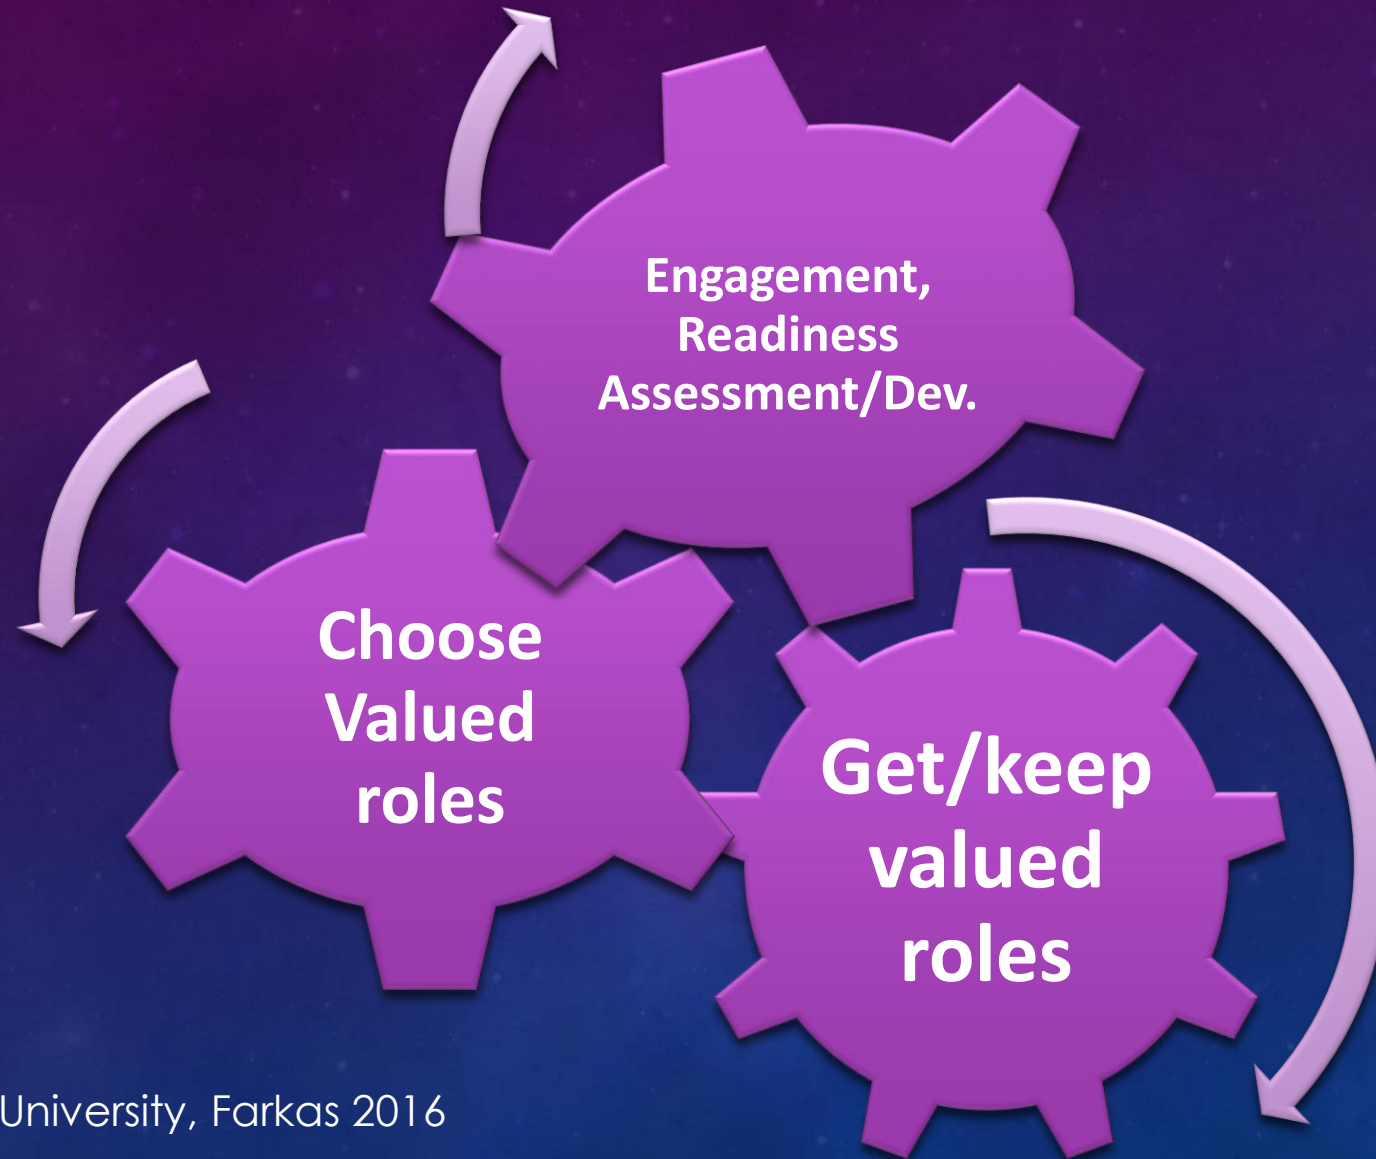 Engagement,
Readiness
Assessment/Dev.
Choose
Valued
roles
Get/keep
valued
roles
University, Farkas 2016